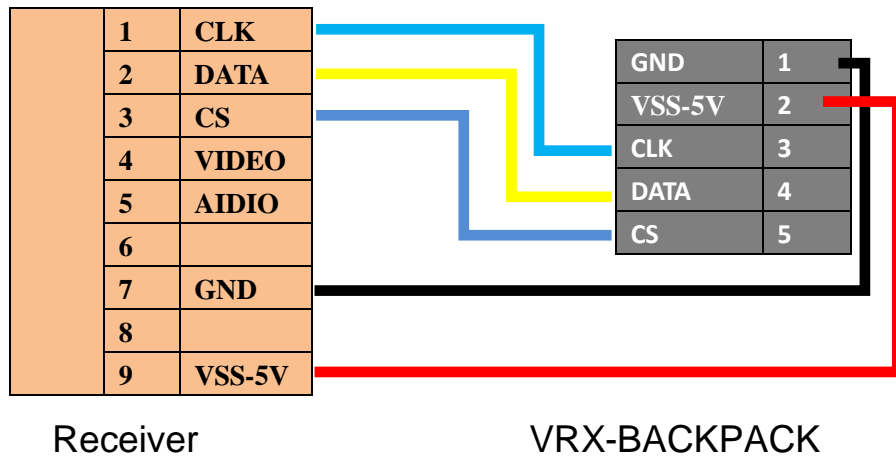 1 CLK
2 DATA
3 CS
4 VIDEO
5 AIDIO
6
7 GND
8
9 VSS-5V
GND 1
VSS-5V 2
CLK 3
DATA 4
CS 5
Receiver
VRX-BACKPACK